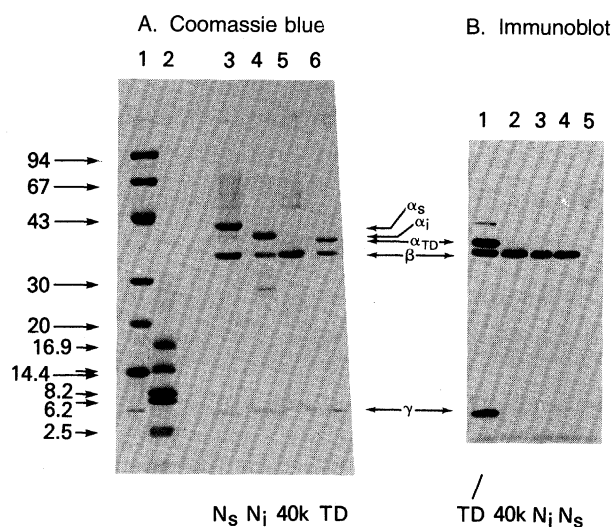 A. Coomassie blue
1 2 3 4 5 6
94
67
43
30
20
16.9
14.4
8.2
6.2
2.5
αs
αi
αTD
β
γ
Ns Ni 40k TD
B. Immunoblot
1 2 3 4 5
TD 40k Ni Ns